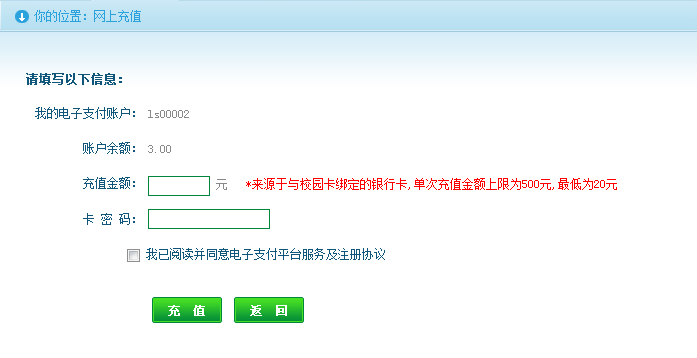 你的位置：网上充值
请填写以下信息：
我的电子支付账户： ls00002
账户余额： 3.00
充值金额： 元 *来源于与校园卡绑定的银行卡,单次充值金额上限为500元,最低为20元
卡 密 码：
我已阅读并同意电子支付平台服务及注册协议
充 值 返 回